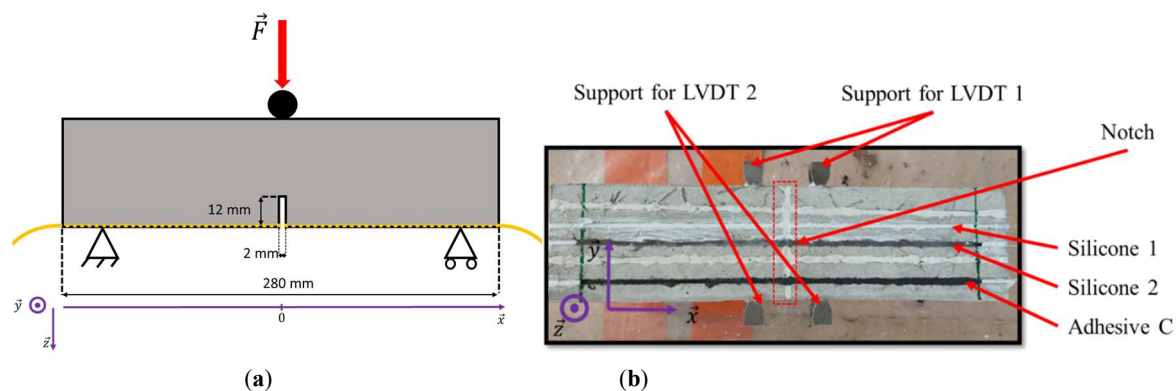 F
12 mm
2 mm
280 mm
y
0
x
z
(a)
Support for LVDT 2
Support for LVDT 1
Notch
Silicone 1
Silicone 2
Adhesive C
y
x
z
(b)